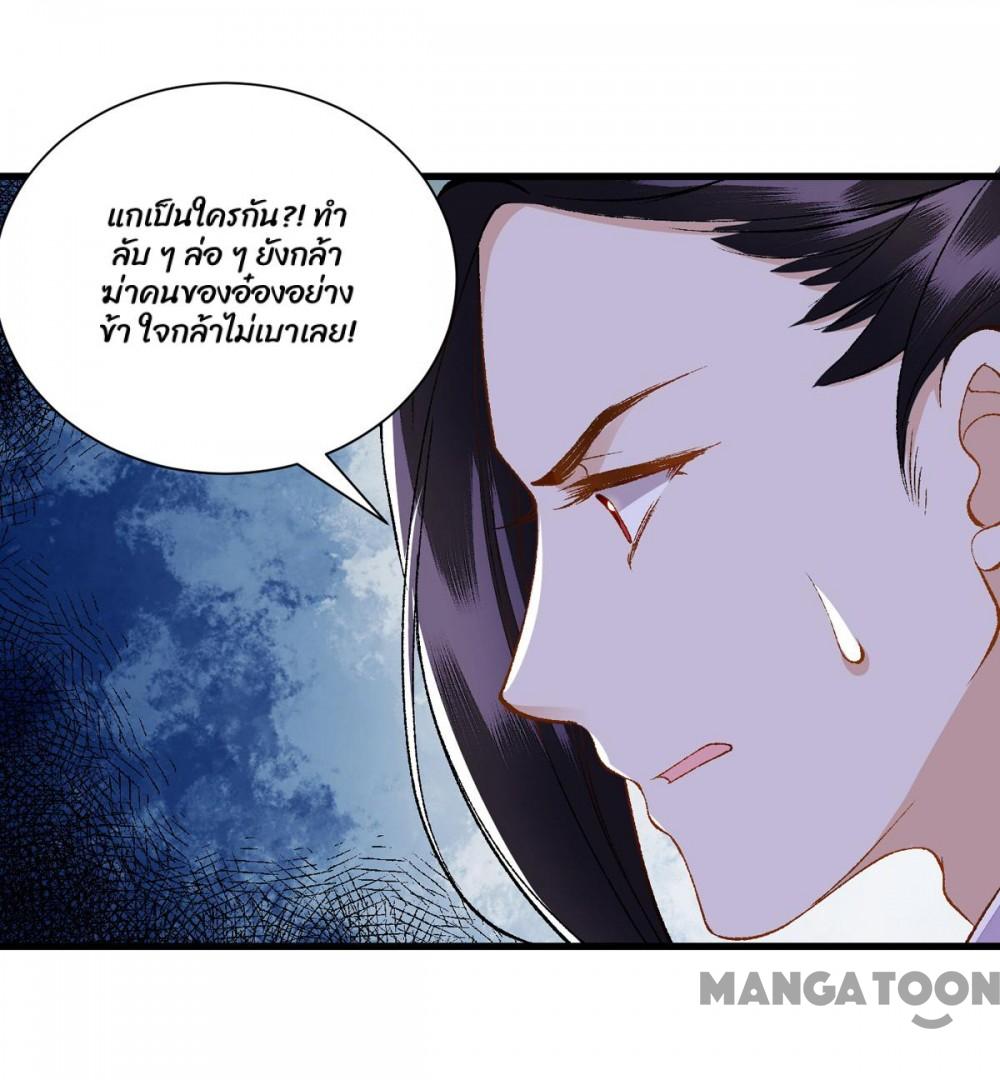 แกเป็นใครกัน?! ทำ
ลับ ๆ ล่อ ๆ ยังกล้า
ฆ่าคนของอ๋องอย่าง
ข้า ใจกล้าไม่เบาเลย!
MANGATOON